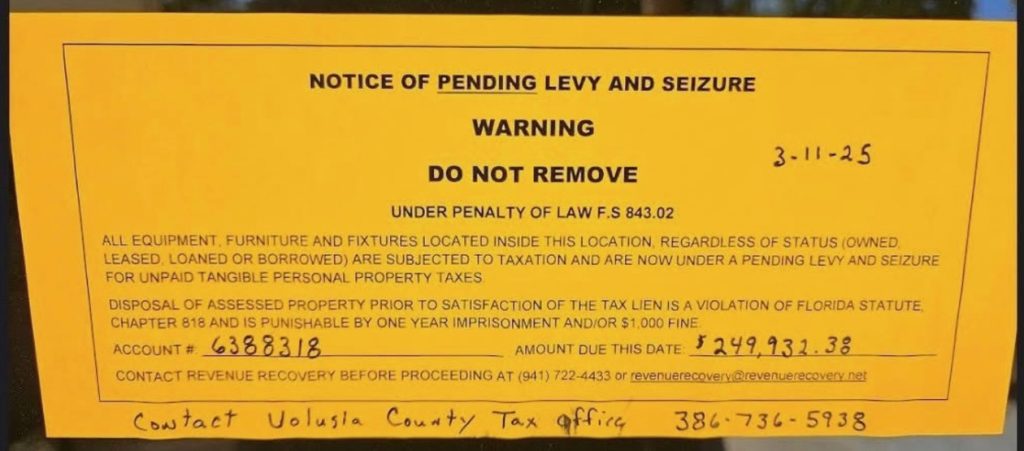 NOTICE OF PENDING LEVY AND SEIZURE
WARNING
3-11-25
DO NOT REMOVE
UNDER PENALTY OF LAW F.S 843.02
ALL EQUIPMENT, FURNITURE AND FIXTURES LOCATED INSIDE THIS LOCATION, REGARDLESS OF STATUS (OWNED,
LEASED, LOANED OR BORROWED) ARE SUBJECTED TO TAXATION AND ARE NOW UNDER A PENDING LEVY AND SEIZURE
FOR UNPAID TANGIBLE PERSONAL PROPERTY TAXES.
DISPOSAL OF ASSESSED PROPERTY PRIOR TO SATISFACTION OF THE TAX LIEN IS A VIOLATION OF FLORIDA STATUTE,
CHAPTER 818 AND IS PUNISHABLE BY ONE YEAR IMPRISONMENT AND/OR $1,000 FINE.
ACCOUNT #: 6388318 AMOUNT DUE THIS DATE: $249,932.38
CONTACT REVENUE RECOVERY BEFORE PROCEEDING AT (941) 722-4433 or revenuerecovery@revenuerecovery.net
Contact Volusia County Tax Office 386-736-5938